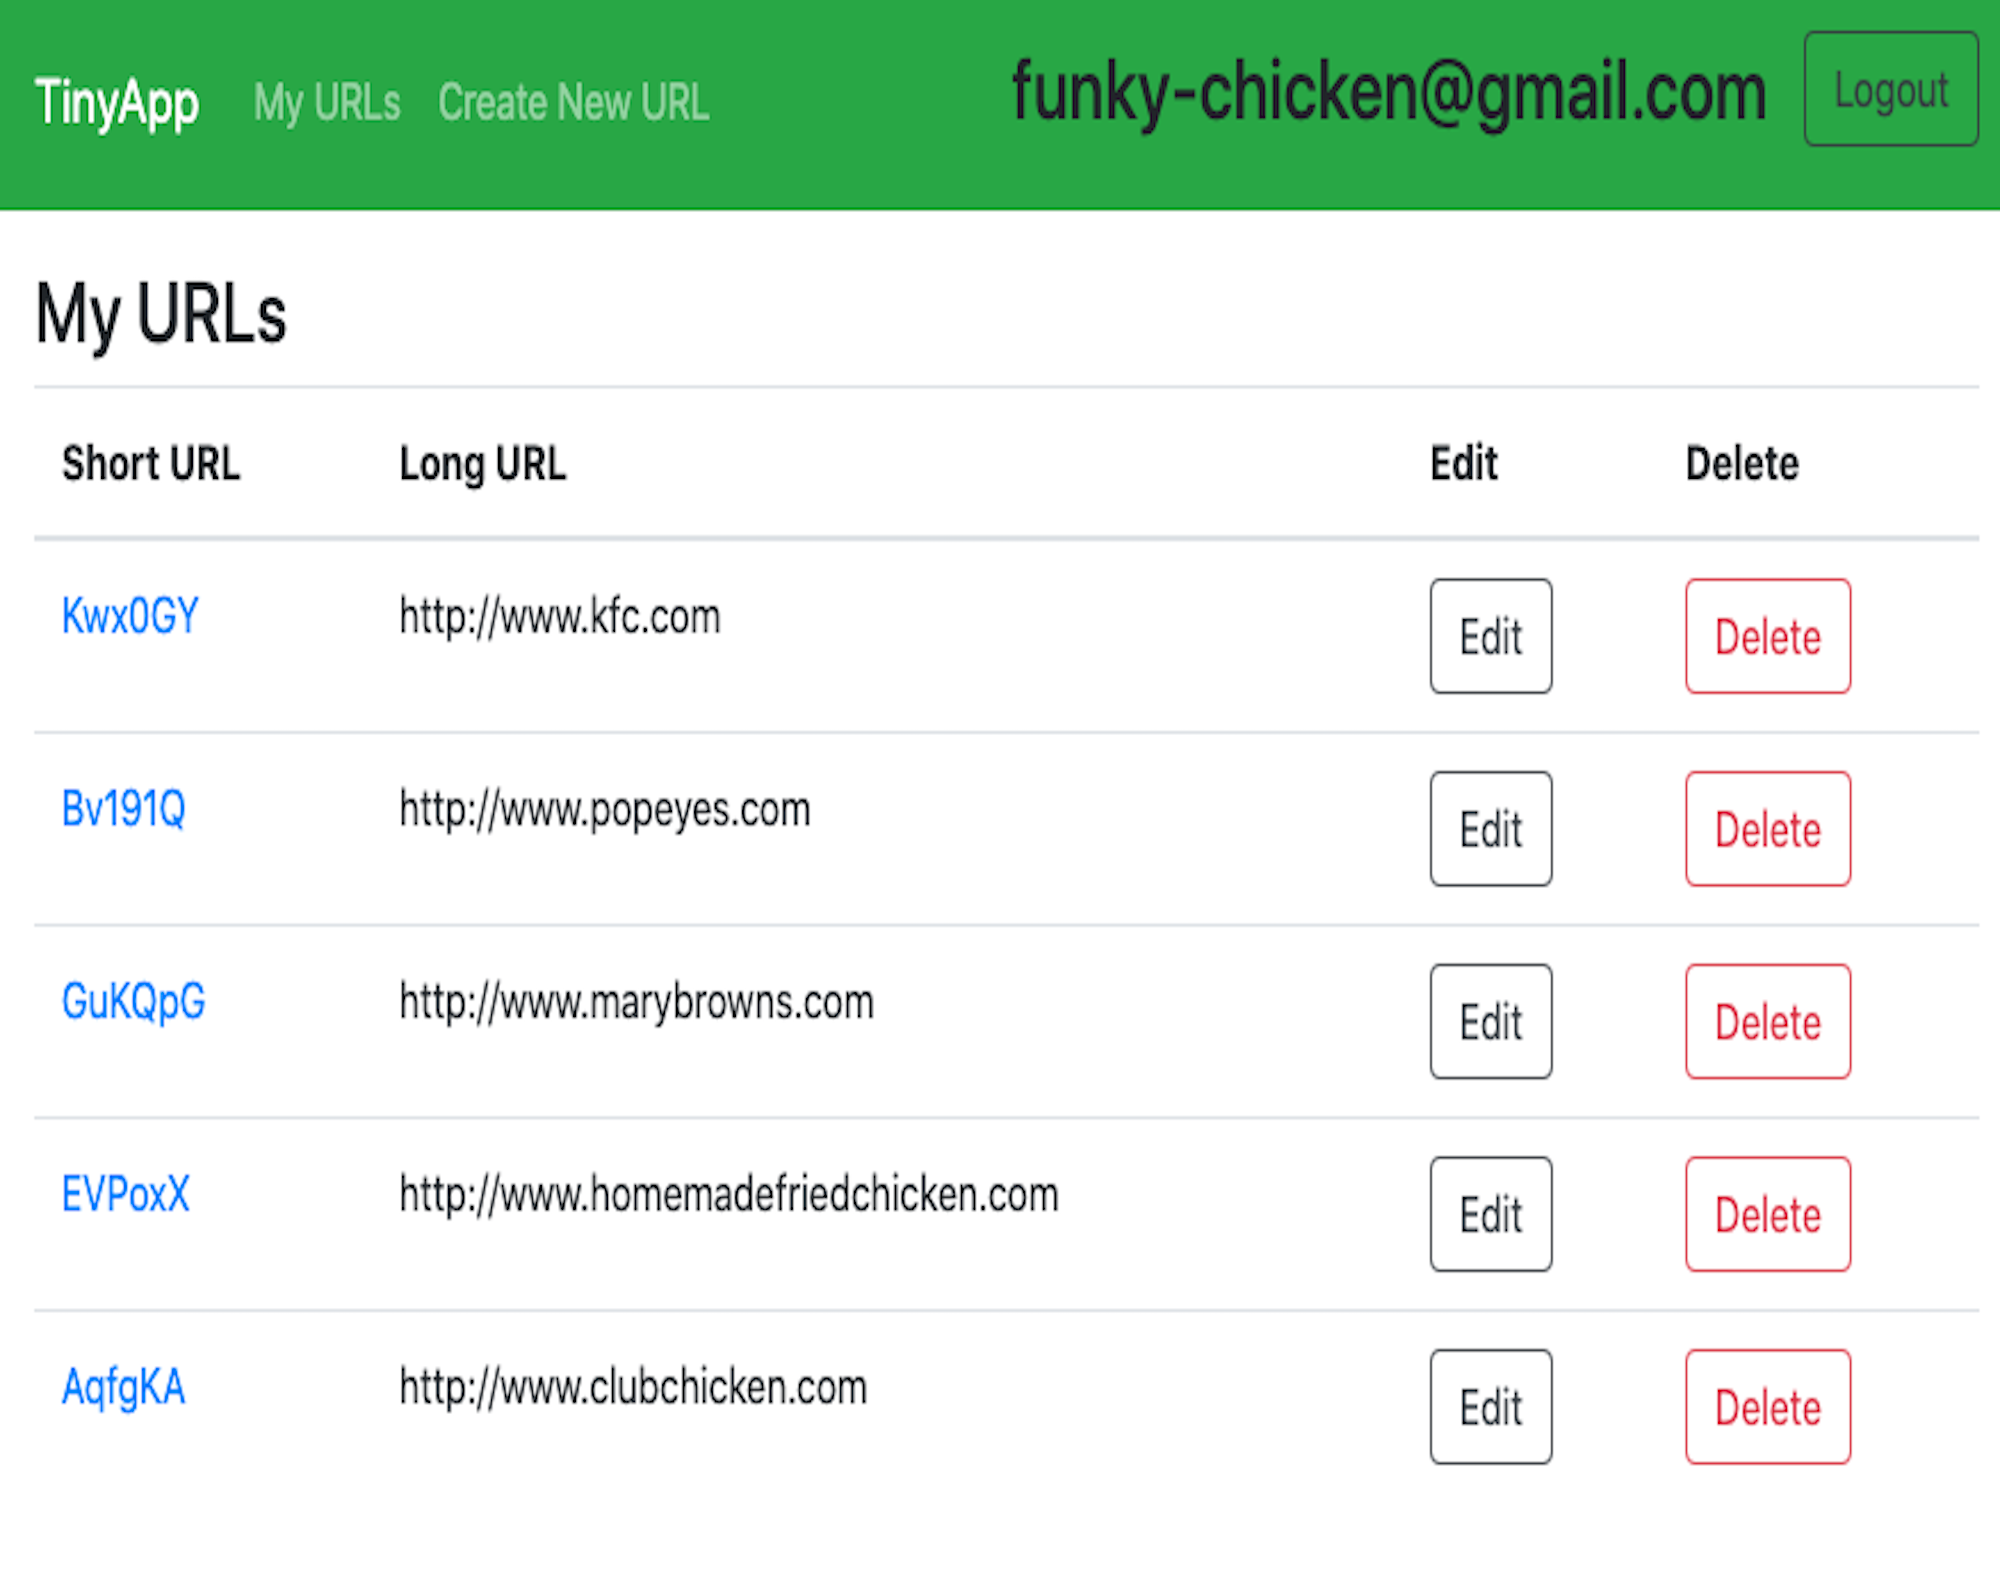 TinyApp My URLs Create New URL funky-chicken@gmail.com Logout
My URLs
Short URL Long URL Edit Delete
Kwx0GY http://www.kfc.com Edit Delete
Bv191Q http://www.popeyes.com Edit Delete
GuKQpG http://www.marybrowns.com Edit Delete
EVPoxX http://www.homemadefriedchicken.com Edit Delete
AqfgKA http://www.clubchicken.com Edit Delete